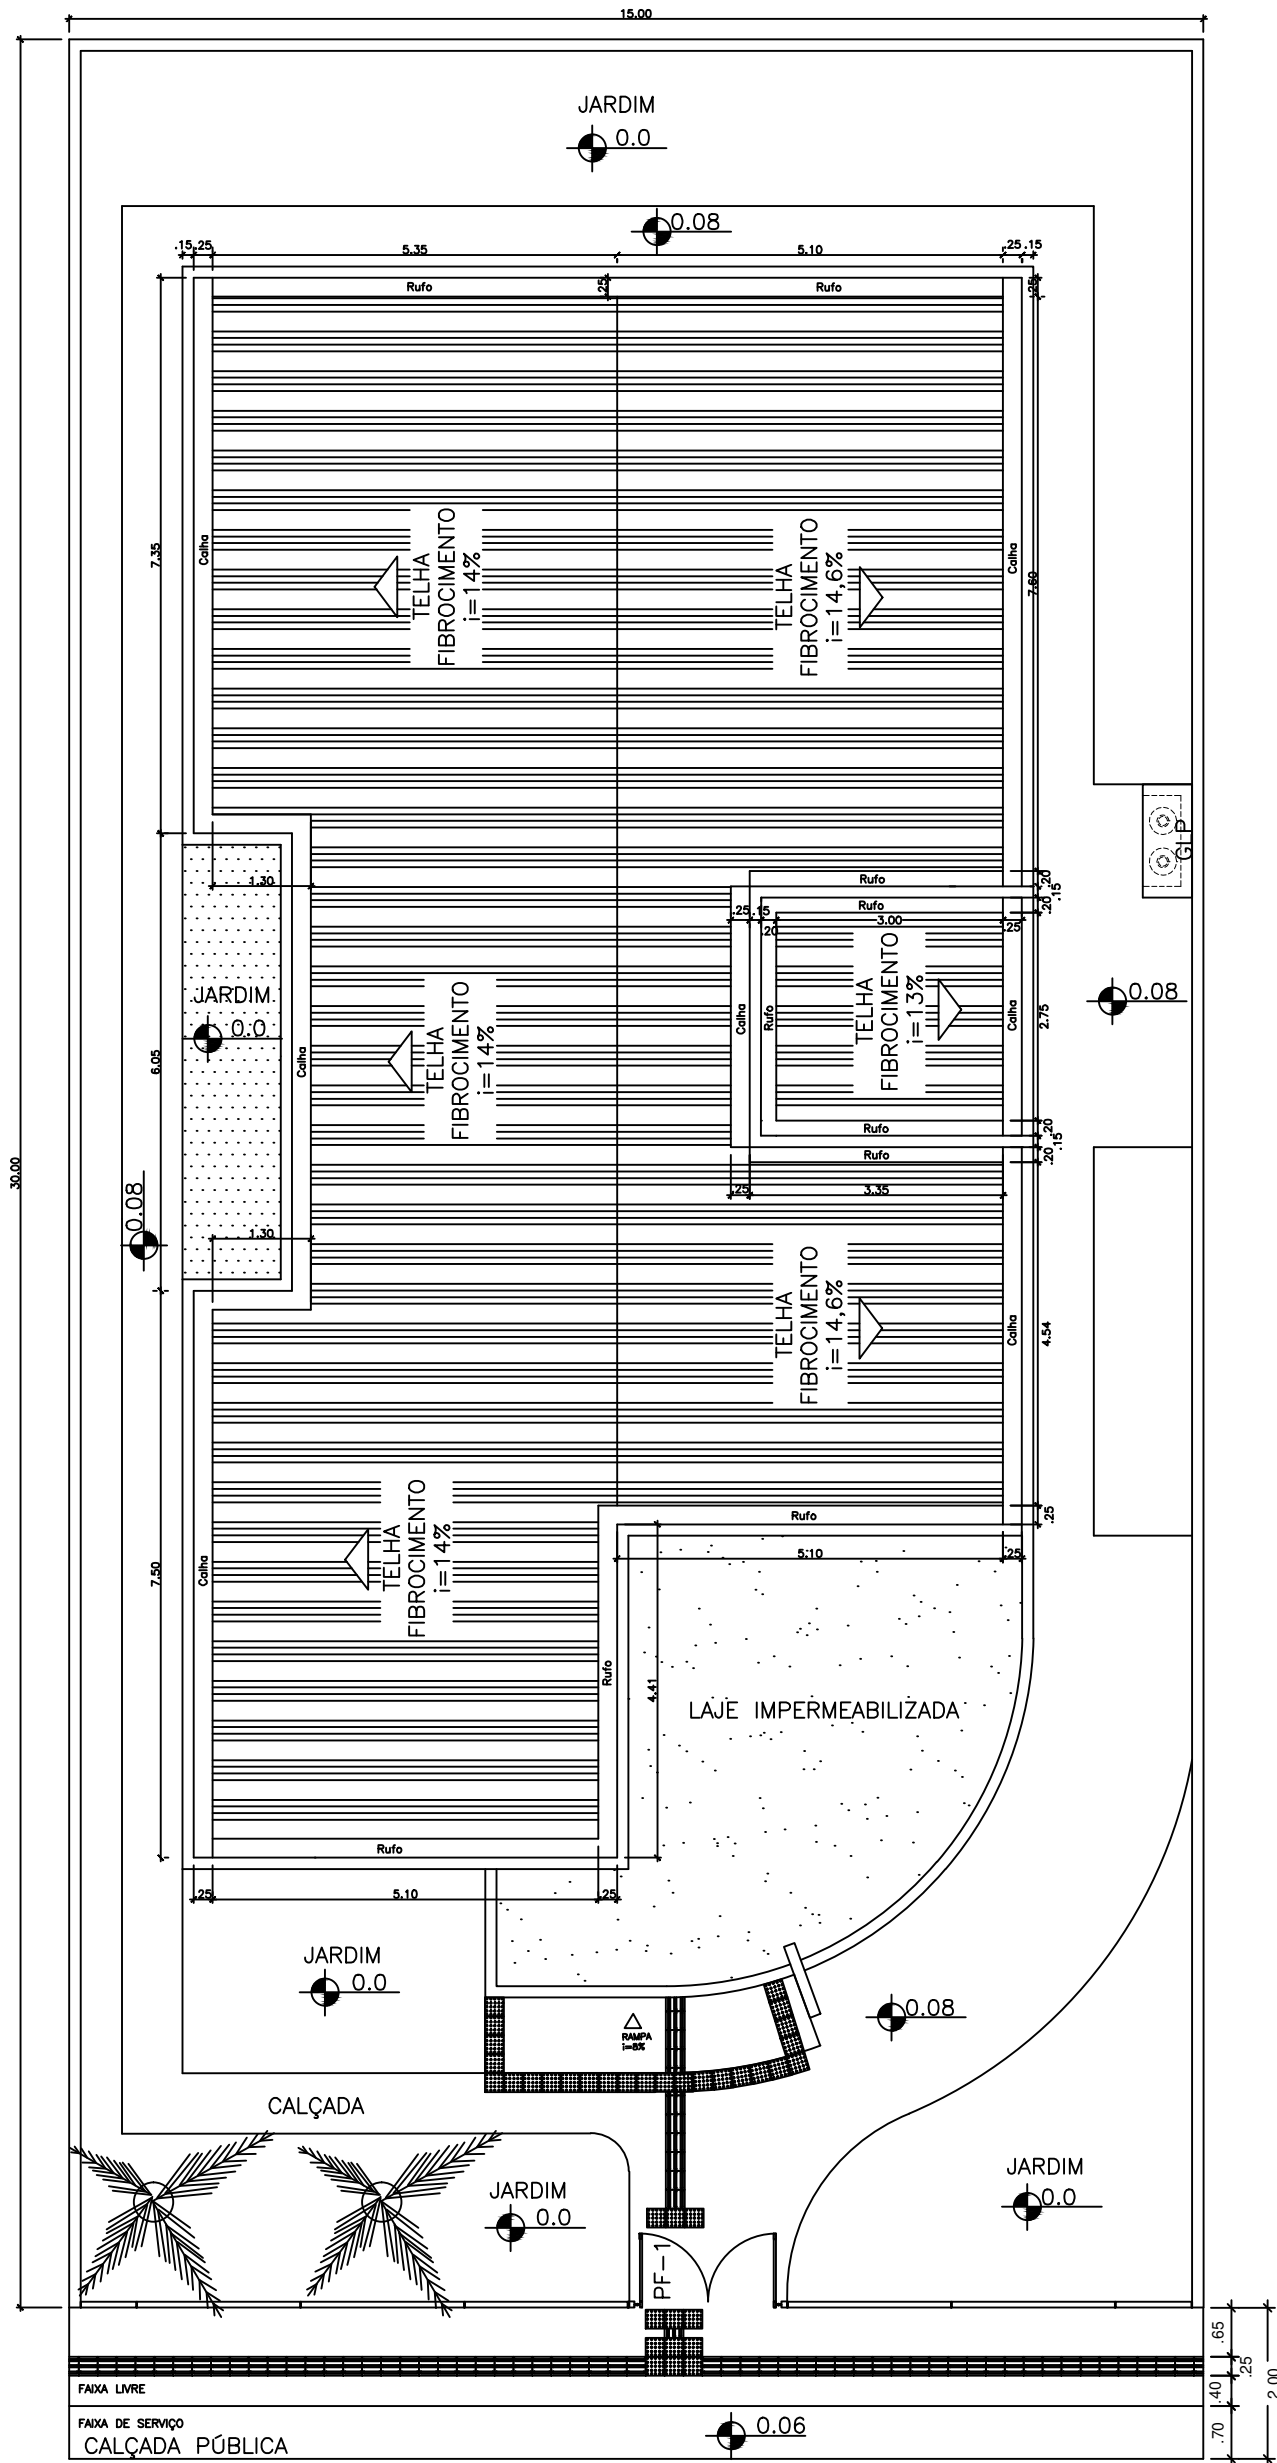 15.00
JARDIM
0.0
0.08
.15 .25 5.35 5.10 .25 .15
Rufo
.25
Rufo
.25
7.35
Calha
TELHA
FIBROCIMENTO
i=14%
TELHA
FIBROCIMENTO
i=14,6%
Calha
7.60
GLP
1.30
Rufo
.20
.15
Rufo
.20
.25 .15
.20
3.00
.25
JARDIM
0.0
6.05
Calha
TELHA
FIBROCIMENTO
i=14%
Calha
Rufo
TELHA
FIBROCIMENTO
i=13%
Calha
2.75
0.08
30.00
0.08
Rufo
.20
.15
Rufo
.20
.25
3.35
1.30
TELHA
FIBROCIMENTO
i=14,6%
Calha
4.54
Rufo
.25
5.10
.25
7.50
Calha
TELHA
FIBROCIMENTO
i=14%
Rufo
4.41
LAJE IMPERMEABILIZADA
Rufo
.25
5.10
.25
JARDIM
0.0
RAMPA
i=8%
0.08
CALÇADA
JARDIM
0.0
JARDIM
0.0
PF-1
.65
.25
.40
2.00
.70
FAIXA LIVRE
FAIXA DE SERVIÇO
CALÇADA PÚBLICA
0.06